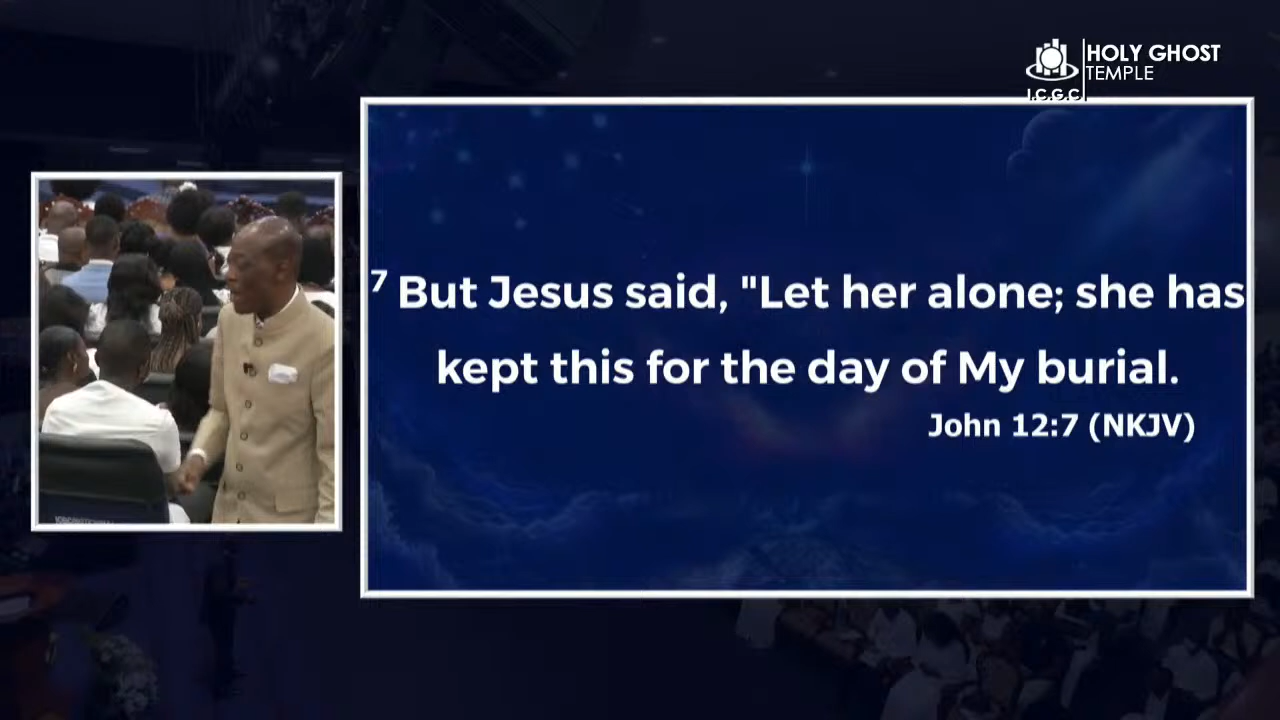 HOLY GHOST
TEMPLE
I.C.G.C
7 But Jesus said, "Let her alone; she has
kept this for the day of My burial.
John 12:7 (NKJV)